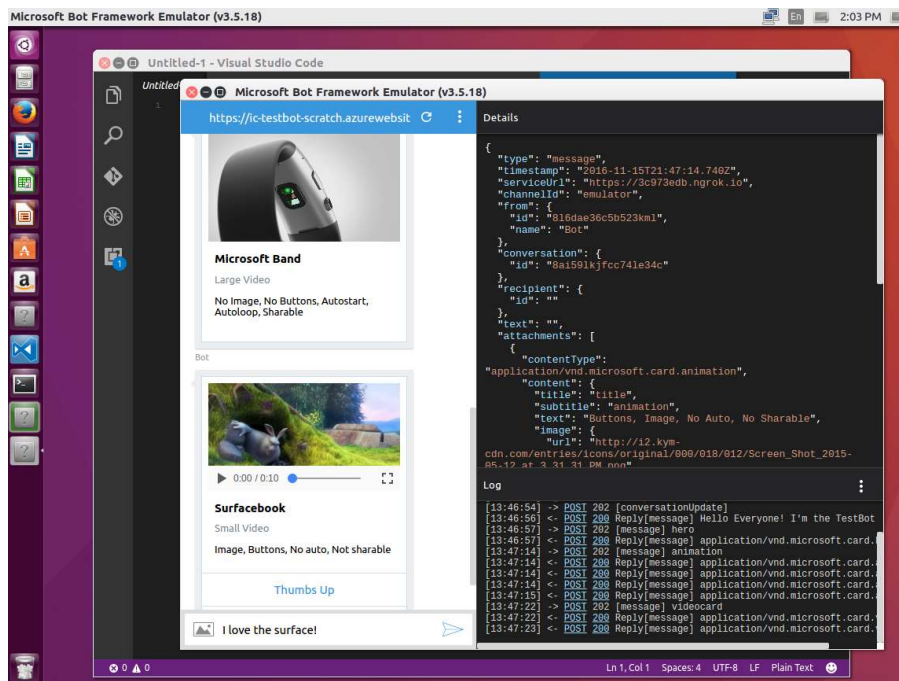 Microsoft Bot Framework Emulator (v3.5.18)
En
2:03 PM
Untitled-1 - Visual Studio Code
Untitled-
1
Microsoft Bot Framework Emulator (v3.5.18)
https://ic-testbot-scratch.azurewebsit
Microsoft Band
Large Video
No Image, No Buttons, Autostart,
Autoloop, Sharable
Bot
0:00 / 0:10
Surfacebook
Small Video
Image, Buttons, No auto, Not sharable
Thumbs Up
I love the surface!
Details
{
"type": "message",
"timestamp": "2016-11-15T21:47:14.740Z",
"serviceUrl": "https://3c973edb.ngrok.io",
"channelId": "emulator",
"from": {
"id": "8l6dae36c5b523kml",
"name": "Bot"
},
"conversation": {
"id": "8ai59lkjfcc74le34c"
},
"recipient": {
"id": ""
},
"text": "",
"attachments": [
{
"contentType":
"application/vnd.microsoft.card.animation",
"content": {
"title": "title",
"subtitle": "animation",
"text": "Buttons, Image, No Auto, No Sharable",
"image": {
"url": "http://i2.kym-
cdn.com/entries/icons/original/000/018/012/Screen_Shot_2015-
05-12_at_3.31.31_PM.png"
Log
[13:46:54] -> POST 202 [conversationUpdate]
[13:46:56] <- POST 200 Reply[message] Hello Everyone! I'm the TestBot
[13:46:57] -> POST 202 [message] hero
[13:46:57] <- POST 200 Reply[message] application/vnd.microsoft.card.
[13:47:14] -> POST 202 [message] animation
[13:47:14] <- POST 200 Reply[message] application/vnd.microsoft.card.
[13:47:14] <- POST 200 Reply[message] application/vnd.microsoft.card.
[13:47:14] <- POST 200 Reply[message] application/vnd.microsoft.card.
[13:47:15] <- POST 200 Reply[message] application/vnd.microsoft.card.
[13:47:22] -> POST 202 [message] videocard
[13:47:22] <- POST 200 Reply[message] application/vnd.microsoft.card.
[13:47:23] <- POST 200 Reply[message] application/vnd.microsoft.card.
1
0
0
Ln 1, Col 1
Spaces: 4
UTF-8
LF
Plain Text